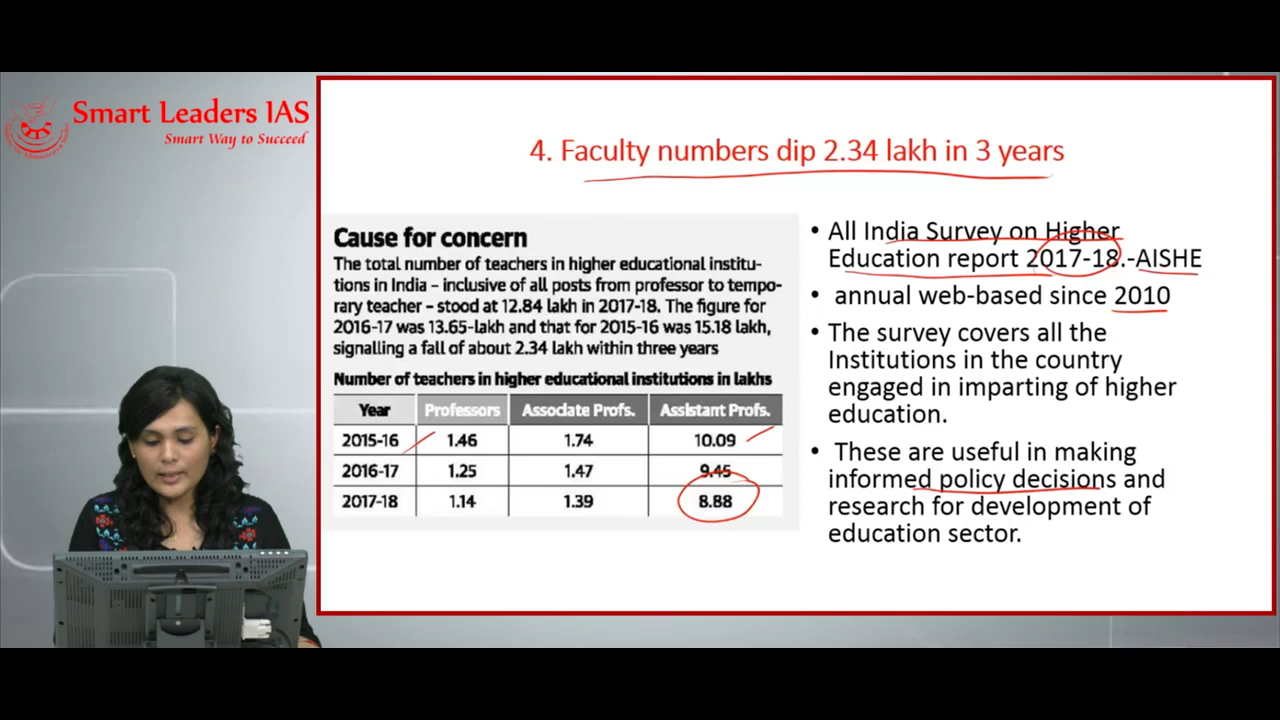 Smart Leaders IAS
Smart Way to Succeed
4. Faculty numbers dip 2.34 lakh in 3 years
Cause for concern
The total number of teachers in higher educational institu-
tions in India – inclusive of all posts from professor to tempo-
rary teacher – stood at 12.84 lakh in 2017-18. The figure for
2016-17 was 13.65-lakh and that for 2015-16 was 15.18 lakh,
signalling a fall of about 2.34 lakh within three years
Number of teachers in higher educational institutions in lakhs
Year Professors Associate Profs. Assistant Profs.
2015-16 1.46 1.74 10.09
2016-17 1.25 1.47 9.45
2017-18 1.14 1.39 8.88
• All India Survey on Higher
Education report 2017-18.-AISHE
• annual web-based since 2010
• The survey covers all the
Institutions in the country
engaged in imparting of higher
education.
• These are useful in making
informed policy decisions and
research for development of
education sector.